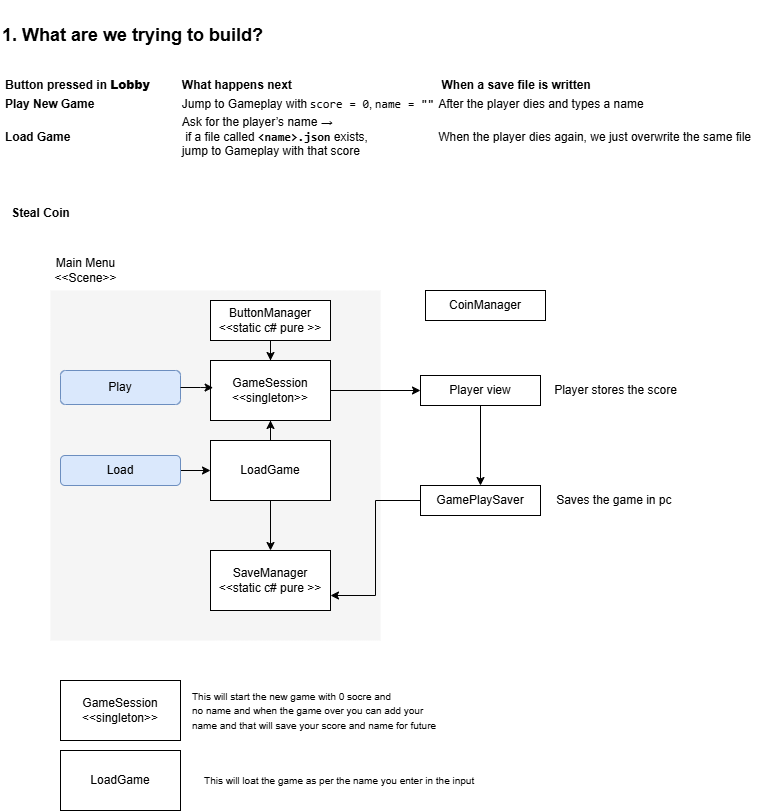 1. What are we trying to build?
Button pressed in Lobby What happens next When a save file is written
Play New Game Jump to Gameplay with score = 0, name = "" After the player dies and types a name
Ask for the player's name →
Load Game if a file called <name>.json exists, When the player dies again, we just overwrite the same file
jump to Gameplay with that score
Steal Coin
Main Menu
<<Scene>>
ButtonManager
<<static c# pure >>
CoinManager
Play
GameSession
<<singleton>>
Player view
Player stores the score
Load
LoadGame
GamePlaySaver
Saves the game in pc
SaveManager
<<static c# pure >>
GameSession
<<singleton>>
This will start the new game with 0 socre and
no name and when the game over you can add your
name and that will save your score and name for future
LoadGame
This will loat the game as per the name you enter in the input